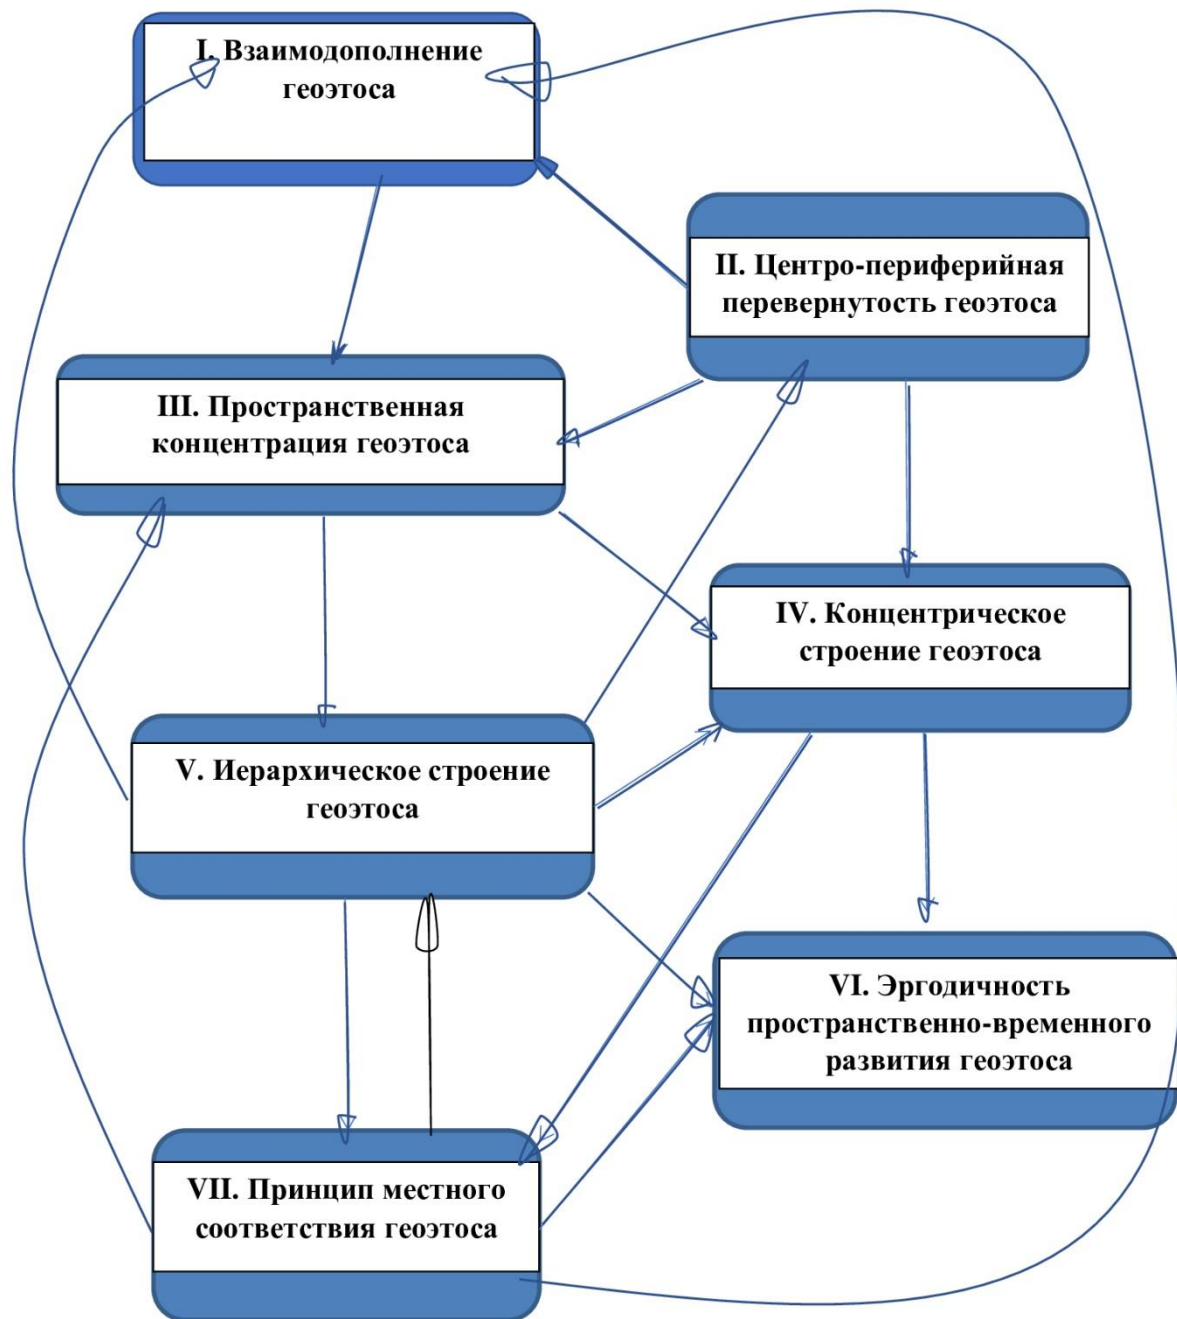 I. Взаимодополнение
геоэтоса
II. Центро-периферийная
перевернутость геоэтоса
III. Пространственная
концентрация геоэтоса
IV. Концентрическое
строение геоэтоса
V. Иерархическое строение
геоэтоса
VI. Эргодичность
пространственно-временного
развития геоэтоса
VII. Принцип местного
соответствия геоэтоса